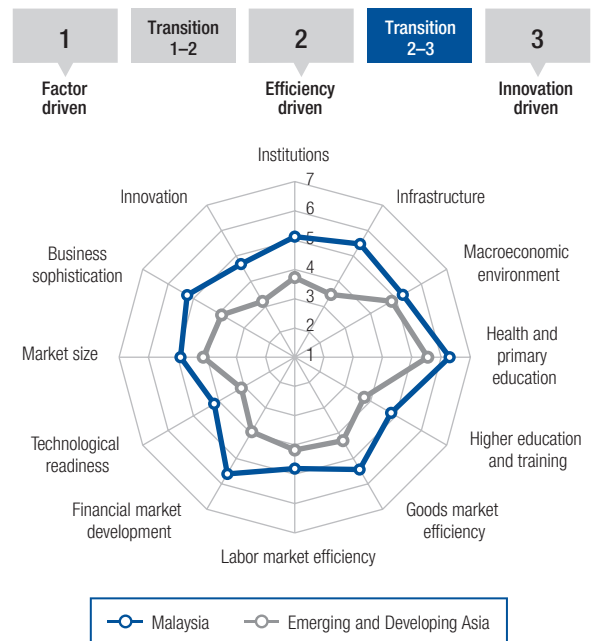 1
Transition
1–2
2
Transition
2–3
3
Factor
driven
Efficiency
driven
Innovation
driven
Institutions
7
Innovation
Infrastructure
6
5
Business
sophistication
Macroeconomic
environment
4
3
2
Market size
1
Health and
primary
education
Technological
readiness
Higher education
and training
Financial market
development
Goods market
efficiency
Labor market efficiency
Malaysia
Emerging and Developing Asia